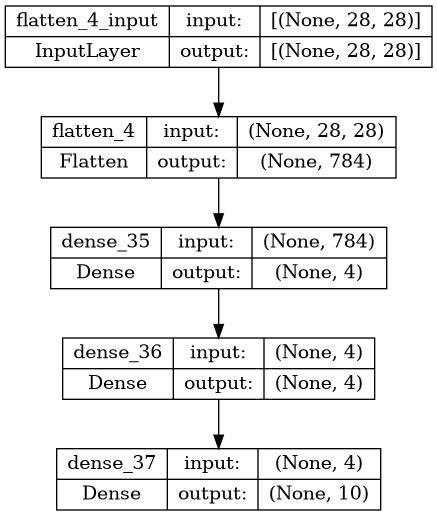 flatten_4_input input: [(None, 28, 28)]
InputLayer output: [(None, 28, 28)]
flatten_4 input: (None, 28, 28)
Flatten output: (None, 784)
dense_35 input: (None, 784)
Dense output: (None, 4)
dense_36 input: (None, 4)
Dense output: (None, 4)
dense_37 input: (None, 4)
Dense output: (None, 10)